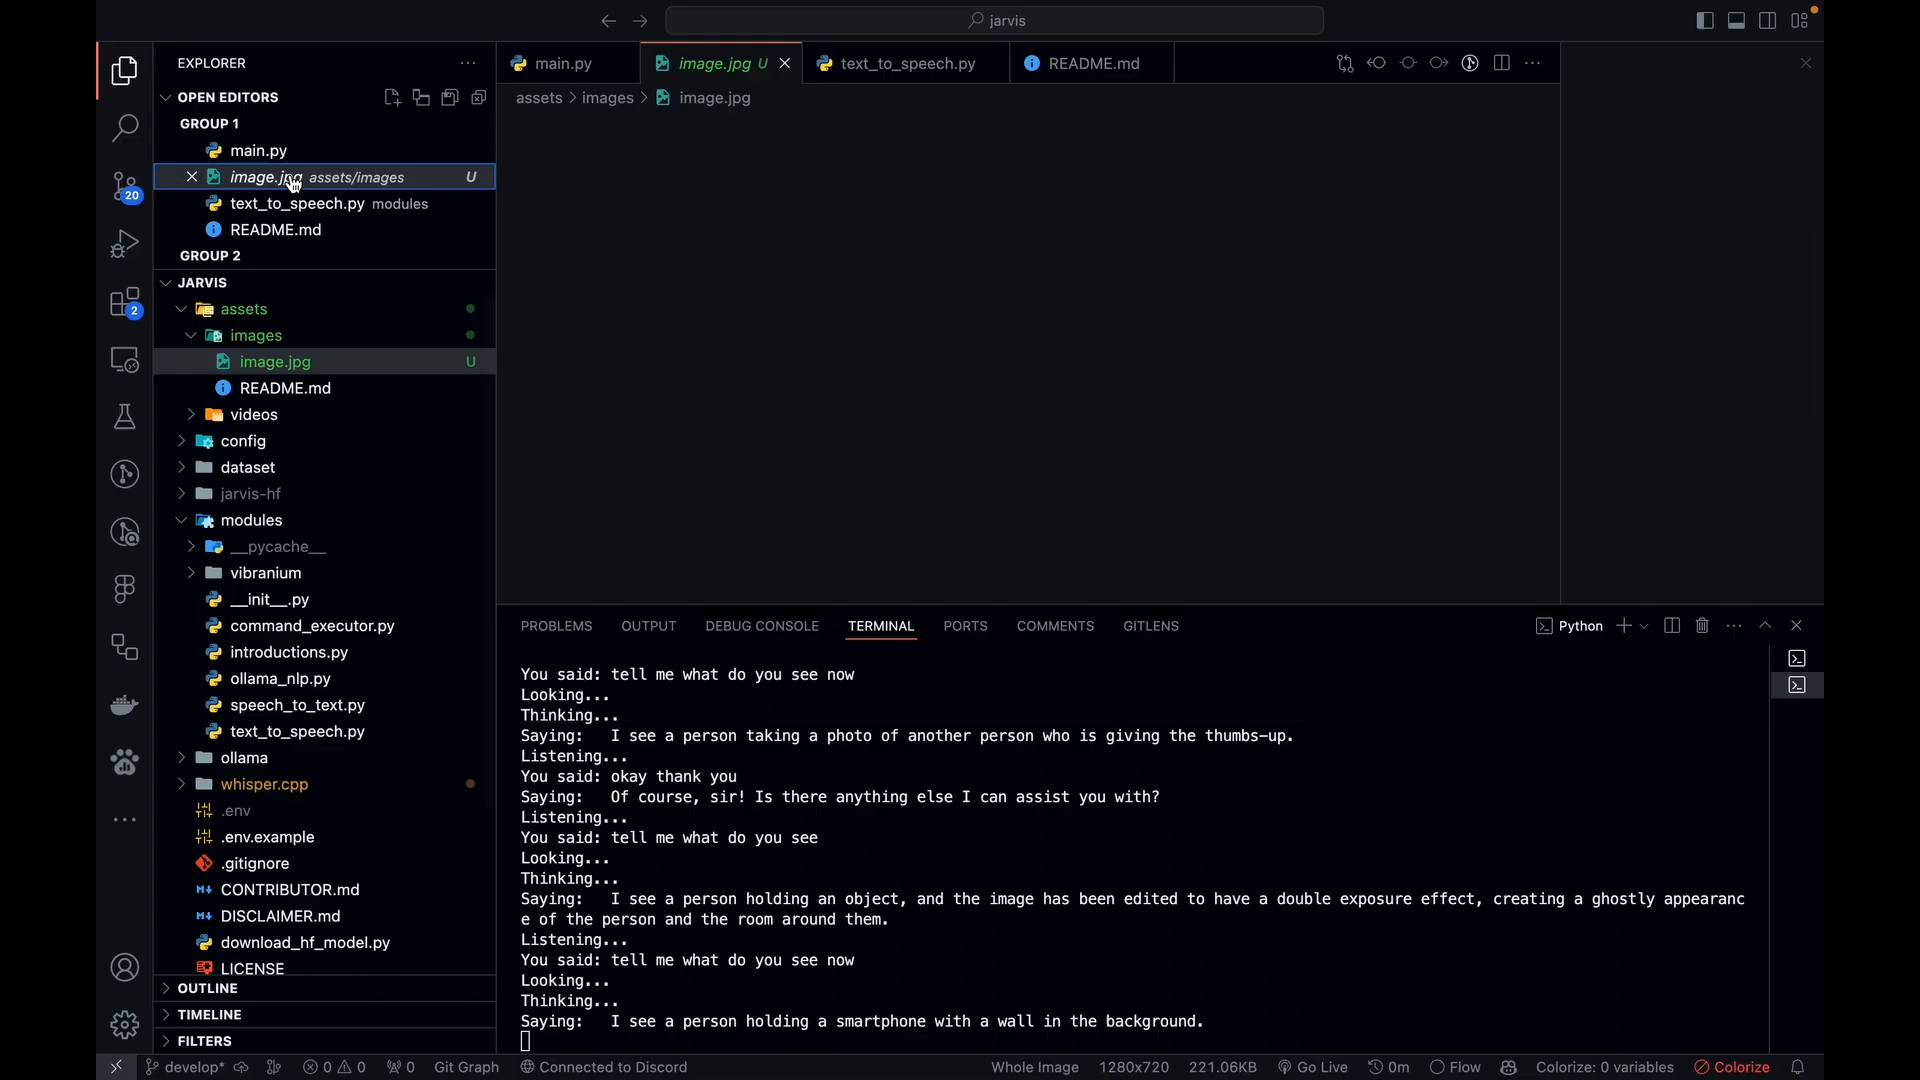 jarvis
EXPLORER
main.py
image.jpg U
text_to_speech.py
README.md
OPEN EDITORS
assets > images > image.jpg
GROUP 1
main.py
image.jpg assets/images U
text_to_speech.py modules
README.md
GROUP 2
JARVIS
assets
images
image.jpg U
README.md
videos
config
dataset
jarvis-hf
modules
__pycache__
vibranium
__init__.py
command_executor.py
introductions.py
ollama_nlp.py
speech_to_text.py
text_to_speech.py
ollama
whisper.cpp
.env
.env.example
.gitignore
CONTRIBUTOR.md
DISCLAIMER.md
download_hf_model.py
LICENSE
OUTLINE
TIMELINE
FILTERS
20
2
PROBLEMS OUTPUT DEBUG CONSOLE TERMINAL PORTS COMMENTS GITLENS
Python
You said: tell me what do you see now
Looking...
Thinking...
Saying: I see a person taking a photo of another person who is giving the thumbs-up.
Listening...
You said: okay thank you
Saying: Of course, sir! Is there anything else I can assist you with?
Listening...
You said: tell me what do you see
Looking...
Thinking...
Saying: I see a person holding an object, and the image has been edited to have a double exposure effect, creating a ghostly appearanc
e of the person and the room around them.
Listening...
You said: tell me what do you see now
Looking...
Thinking...
Saying: I see a person holding a smartphone with a wall in the background.
develop* 0 0 0 Git Graph Connected to Discord Whole Image 1280x720 221.06KB Go Live 0m Flow Colorize: 0 variables Colorize